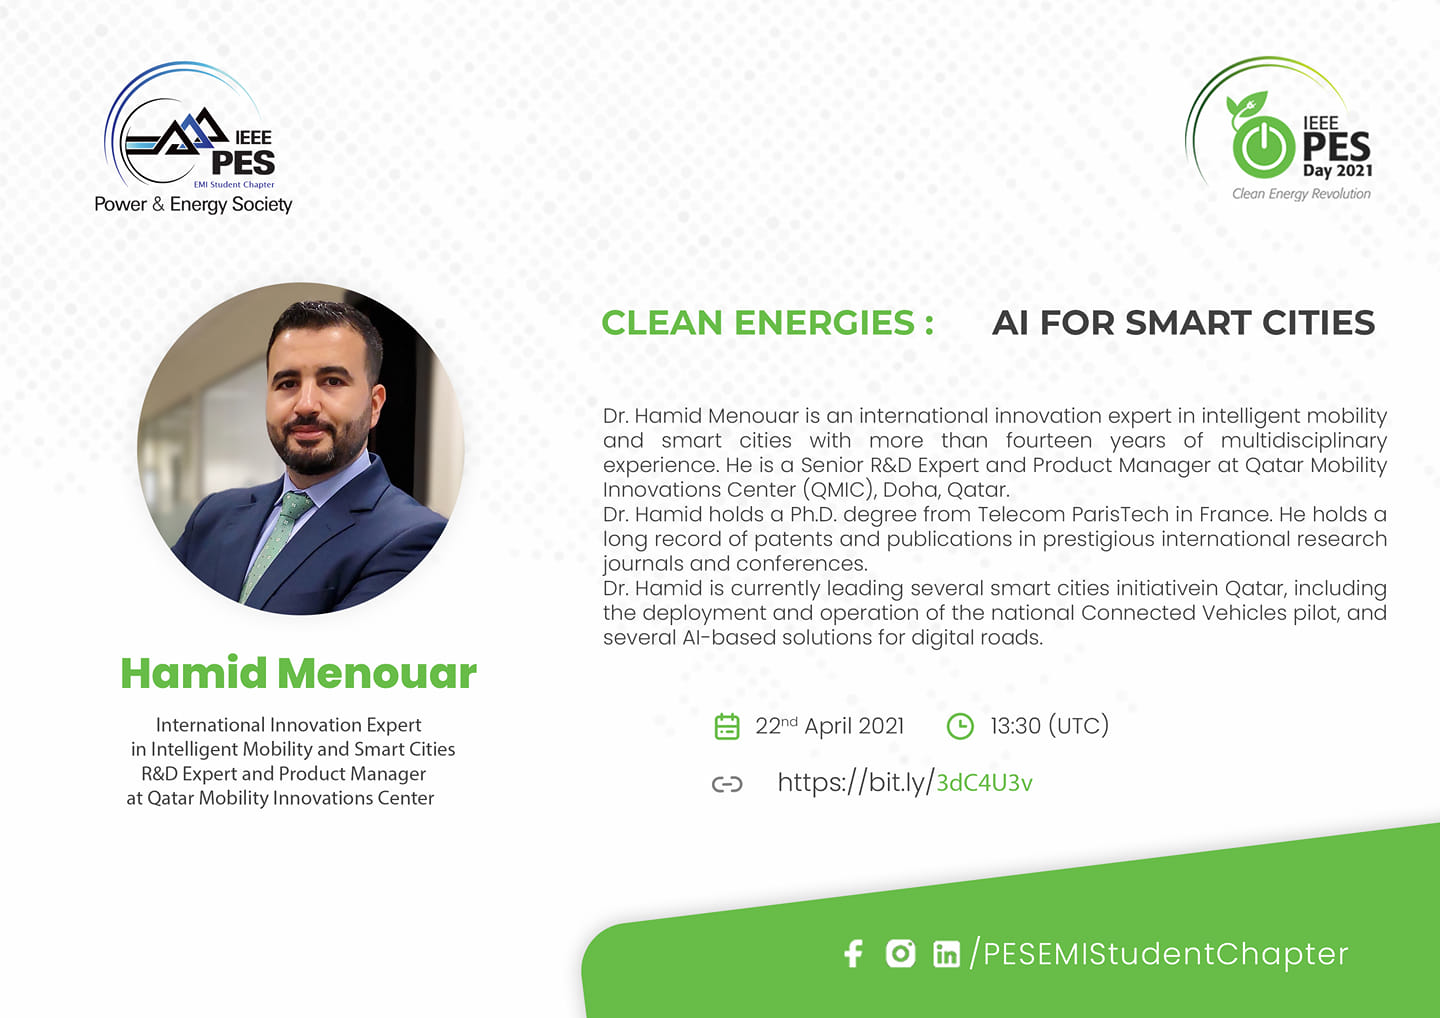 IEEE
PES
EMI Student Chapter
Power & Energy Society
IEEE
PES
Day 2021
Clean Energy Revolution
CLEAN ENERGIES : AI FOR SMART CITIES
Dr. Hamid Menouar is an international innovation expert in intelligent mobility
and smart cities with more than fourteen years of multidisciplinary
experience. He is a Senior R&D Expert and Product Manager at Qatar Mobility
Innovations Center (QMIC), Doha, Qatar.
Dr. Hamid holds a Ph.D. degree from Telecom ParisTech in France. He holds a
long record of patents and publications in prestigious international research
journals and conferences.
Dr. Hamid is currently leading several smart cities initiativein Qatar, including
the deployment and operation of the national Connected Vehicles pilot, and
several AI-based solutions for digital roads.
Hamid Menouar
International Innovation Expert
in Intelligent Mobility and Smart Cities
R&D Expert and Product Manager
at Qatar Mobility Innovations Center
22nd April 2021 13:30 (UTC)
https://bit.ly/3dC4U3v
/PESEMIStudentChapter